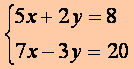 5x + 2y = 8
7x − 3y = 20